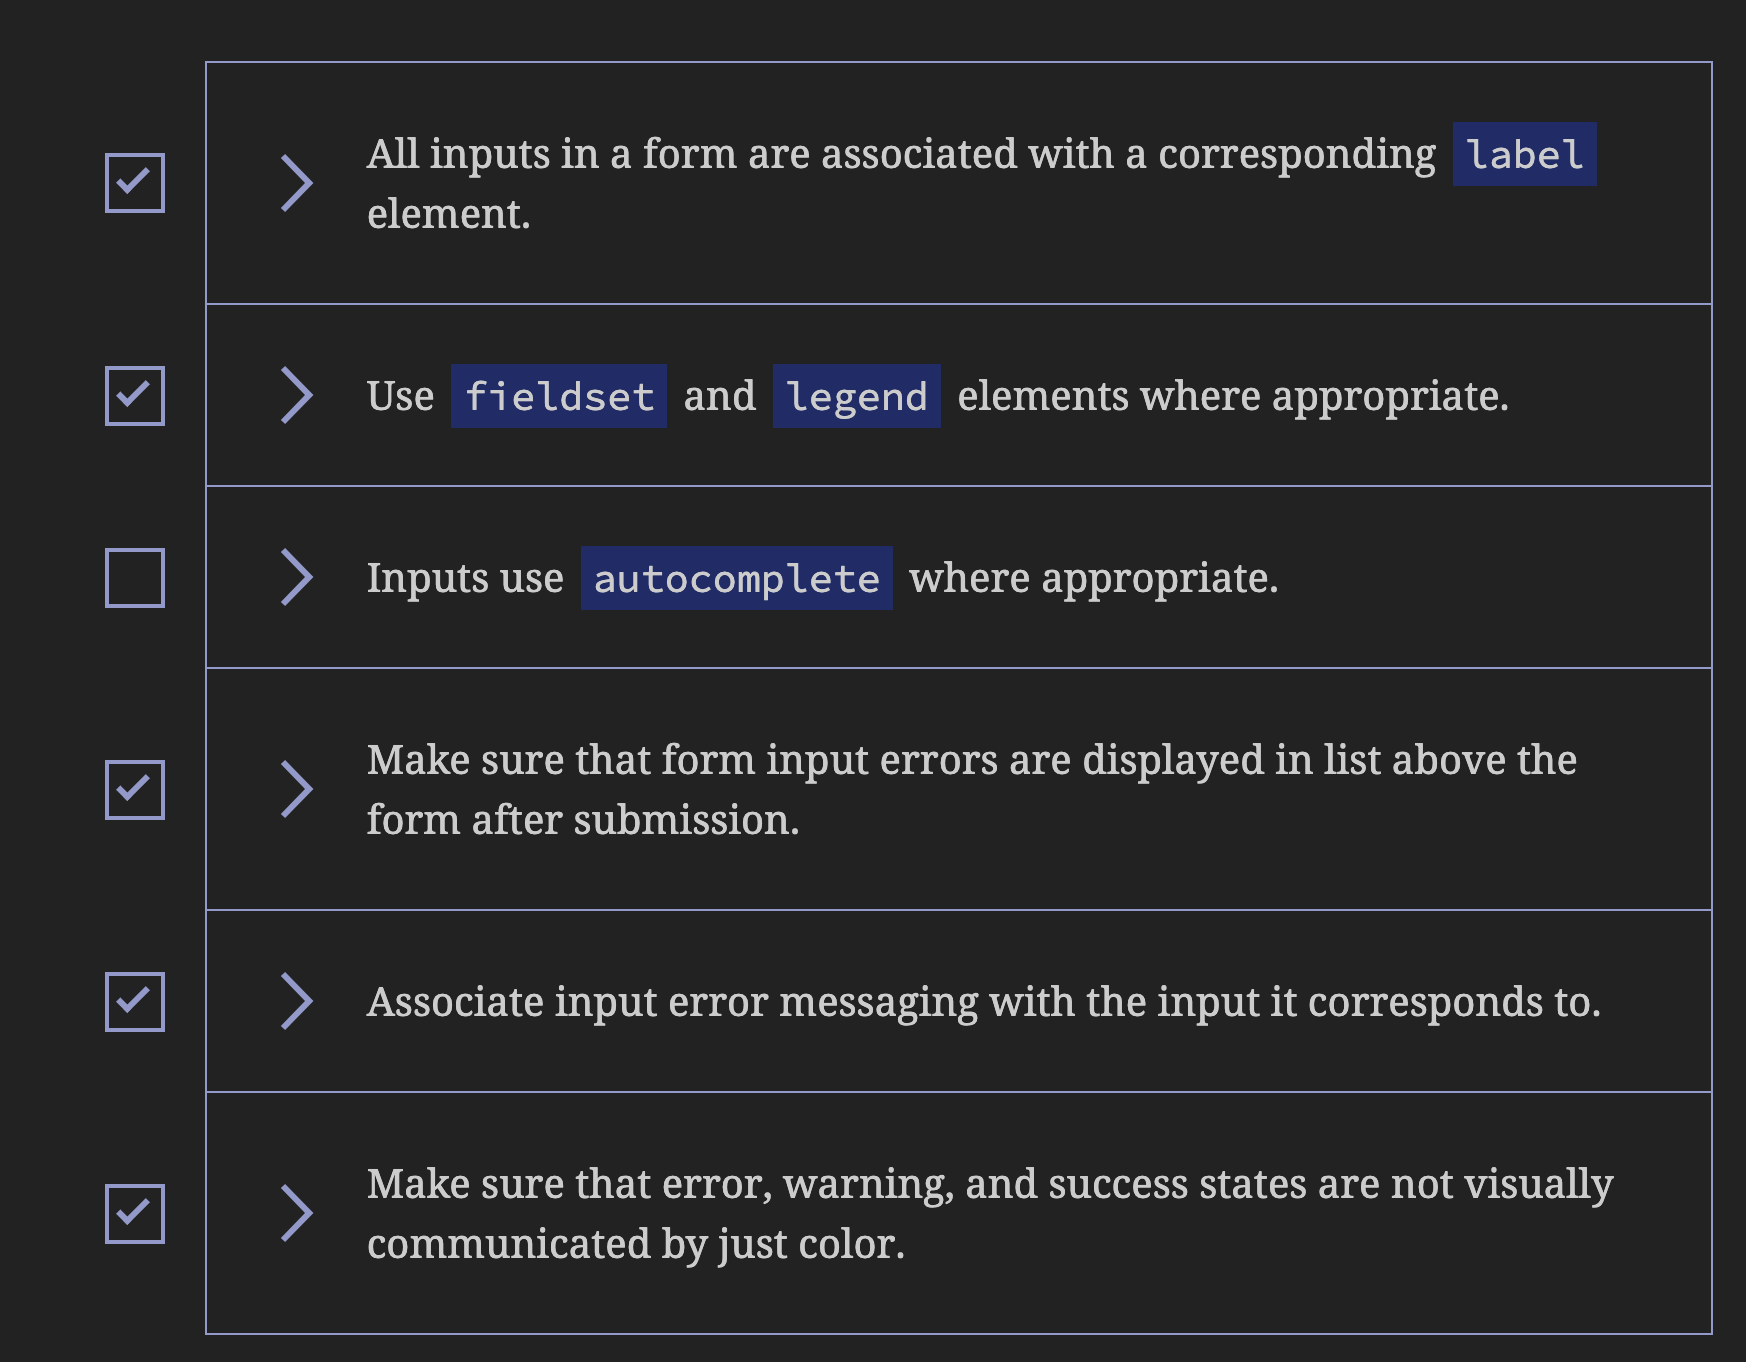 All inputs in a form are associated with a corresponding label
element.
Use fieldset and legend elements where appropriate.
Inputs use autocomplete where appropriate.
Make sure that form input errors are displayed in list above the
form after submission.
Associate input error messaging with the input it corresponds to.
Make sure that error, warning, and success states are not visually
communicated by just color.